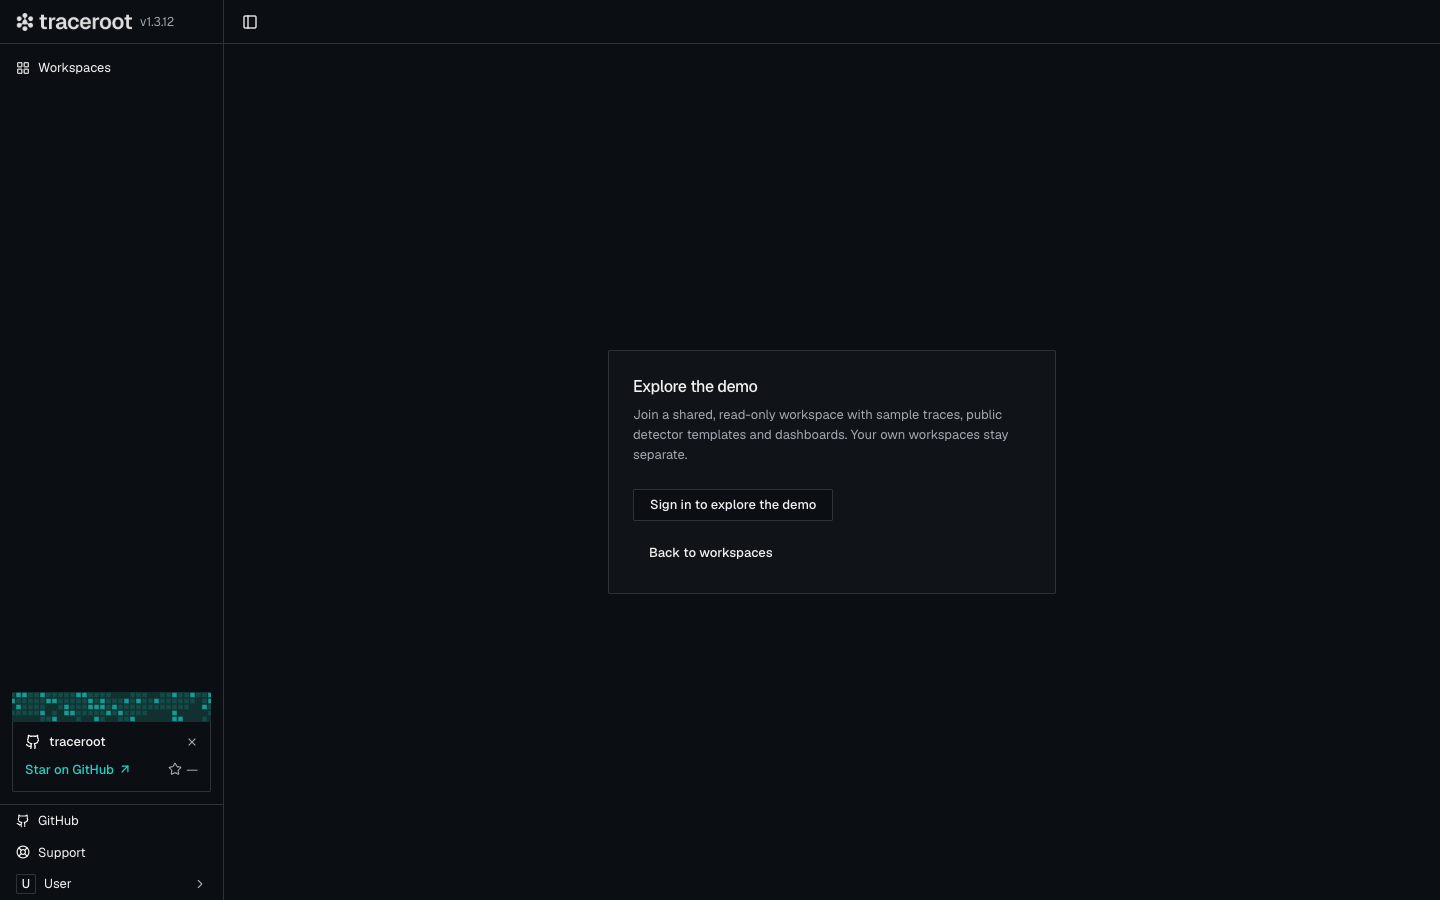 traceroot v1.3.12
Workspaces
Explore the demo
Join a shared, read-only workspace with sample traces, public
detector templates and dashboards. Your own workspaces stay
separate.
Sign in to explore the demo
Back to workspaces
traceroot
Star on GitHub
GitHub
Support
U User